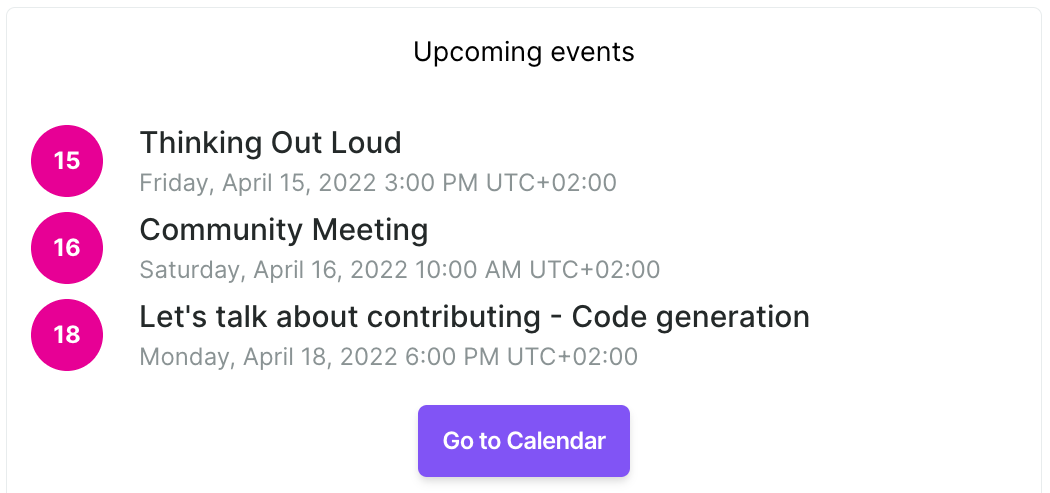 Upcoming events
15
Thinking Out Loud
Friday, April 15, 2022 3:00 PM UTC+02:00
16
Community Meeting
Saturday, April 16, 2022 10:00 AM UTC+02:00
18
Let's talk about contributing - Code generation
Monday, April 18, 2022 6:00 PM UTC+02:00
Go to Calendar